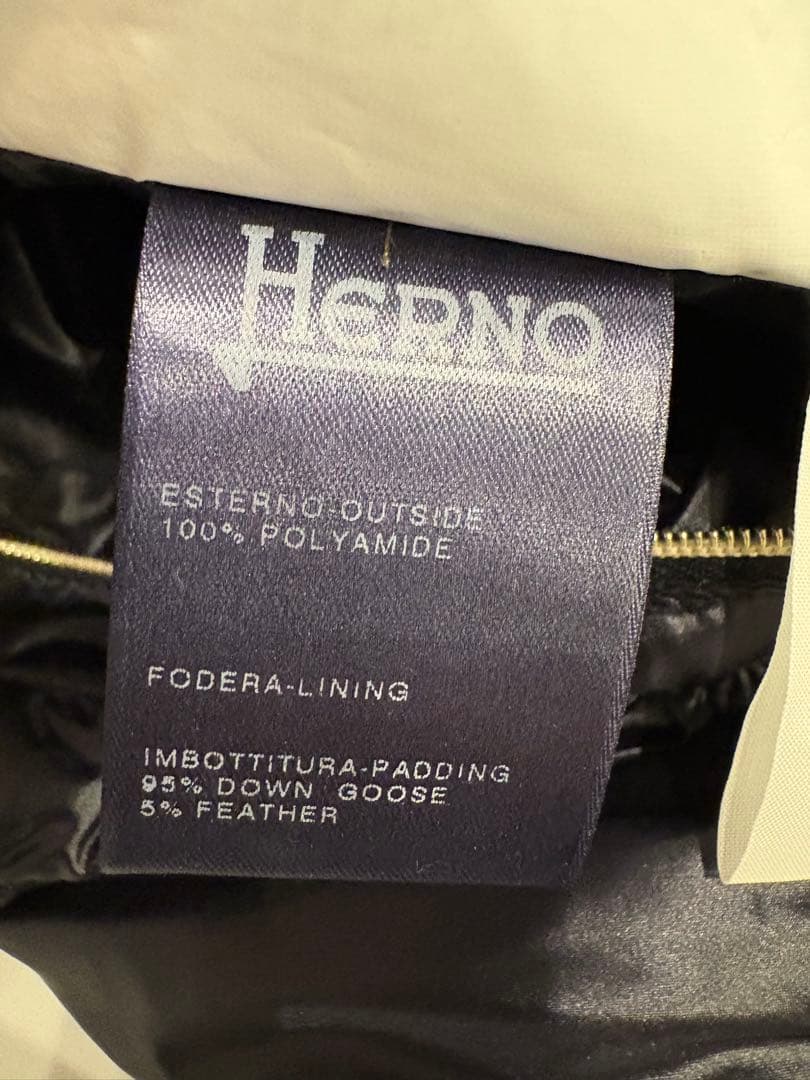 HERNO
ESTERNO-OUTSIDE
100% POLYAMIDE
FODERA-LINING
IMBOTTITURA-PADDING
95% DOWN GOOSE
5% FEATHER